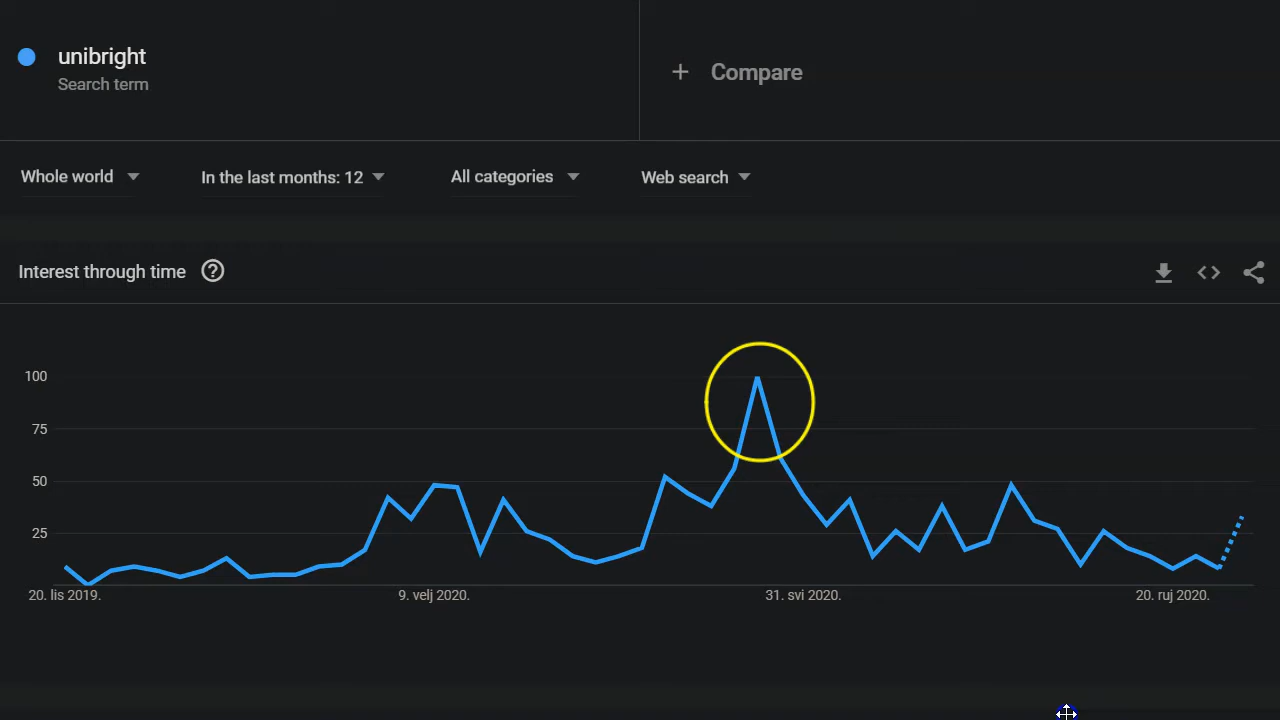 unibright
Search term
+ Compare
Whole world
In the last months: 12
All categories
Web search
Interest through time ?
100
75
50
25
20. lis 2019.
9. velj 2020.
31. svi 2020.
20. ruj 2020.